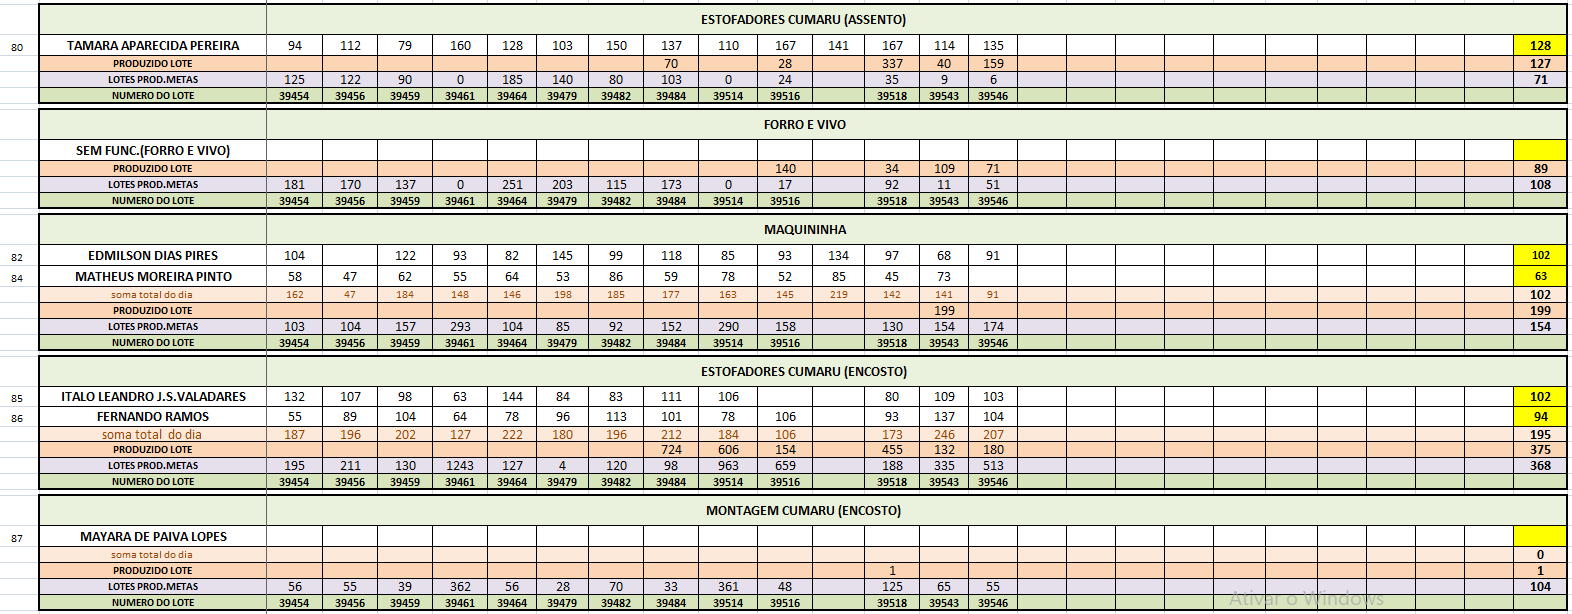 ESTOFADORES CUMARU (ASSENTO)
80 TAMARA APARECIDA PEREIRA 94 112 79 160 128 103 150 137 110 167 141 167 114 135 128
PRODUZIDO LOTE 70 28 337 40 159 127
LOTES PROD.METAS 125 122 90 0 185 140 80 103 0 24 35 9 6 71
NUMERO DO LOTE 39454 39456 39459 39461 39464 39479 39482 39484 39514 39516 39518 39543 39546
FORRO E VIVO
SEM FUNC.(FORRO E VIVO)
PRODUZIDO LOTE 140 34 109 71 89
LOTES PROD.METAS 181 170 137 0 251 203 115 173 0 17 92 11 51 108
NUMERO DO LOTE 39454 39456 39459 39461 39464 39479 39482 39484 39514 39516 39518 39543 39546
MAQUININHA
82 EDMILSON DIAS PIRES 104 122 93 82 145 99 118 85 93 134 97 68 91 102
84 MATHEUS MOREIRA PINTO 58 47 62 55 64 53 86 59 78 52 85 45 73 63
soma total do dia 162 47 184 148 146 198 185 177 163 145 219 142 141 91 102
PRODUZIDO LOTE 199 199
LOTES PROD.METAS 103 104 157 293 104 85 92 152 290 158 130 154 174 154
NUMERO DO LOTE 39454 39456 39459 39461 39464 39479 39482 39484 39514 39516 39518 39543 39546
ESTOFADORES CUMARU (ENCOSTO)
85 ITALO LEANDRO J.S.VALADARES 132 107 98 63 144 84 83 111 106 80 109 103 102
86 FERNANDO RAMOS 55 89 104 64 78 96 113 101 78 106 93 137 104 94
soma total do dia 187 196 202 127 222 180 196 212 184 106 173 246 207 195
PRODUZIDO LOTE 724 606 154 455 132 180 375
LOTES PROD.METAS 195 211 130 1243 127 4 120 98 963 659 188 335 513 368
NUMERO DO LOTE 39454 39456 39459 39461 39464 39479 39482 39484 39514 39516 39518 39543 39546
MONTAGEM CUMARU (ENCOSTO)
87 MAYARA DE PAIVA LOPES
soma total do dia 0
PRODUZIDO LOTE 1 1
LOTES PROD.METAS 56 55 39 362 56 28 70 33 361 48 125 65 55 104
NUMERO DO LOTE 39454 39456 39459 39461 39464 39479 39482 39484 39514 39516 39518 39543 39546
Ativar o Windows